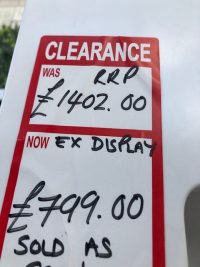 CLEARANCE
WAS RRP
£1402.00
NOW EX DISPLAY
£799.00
SOLD AS